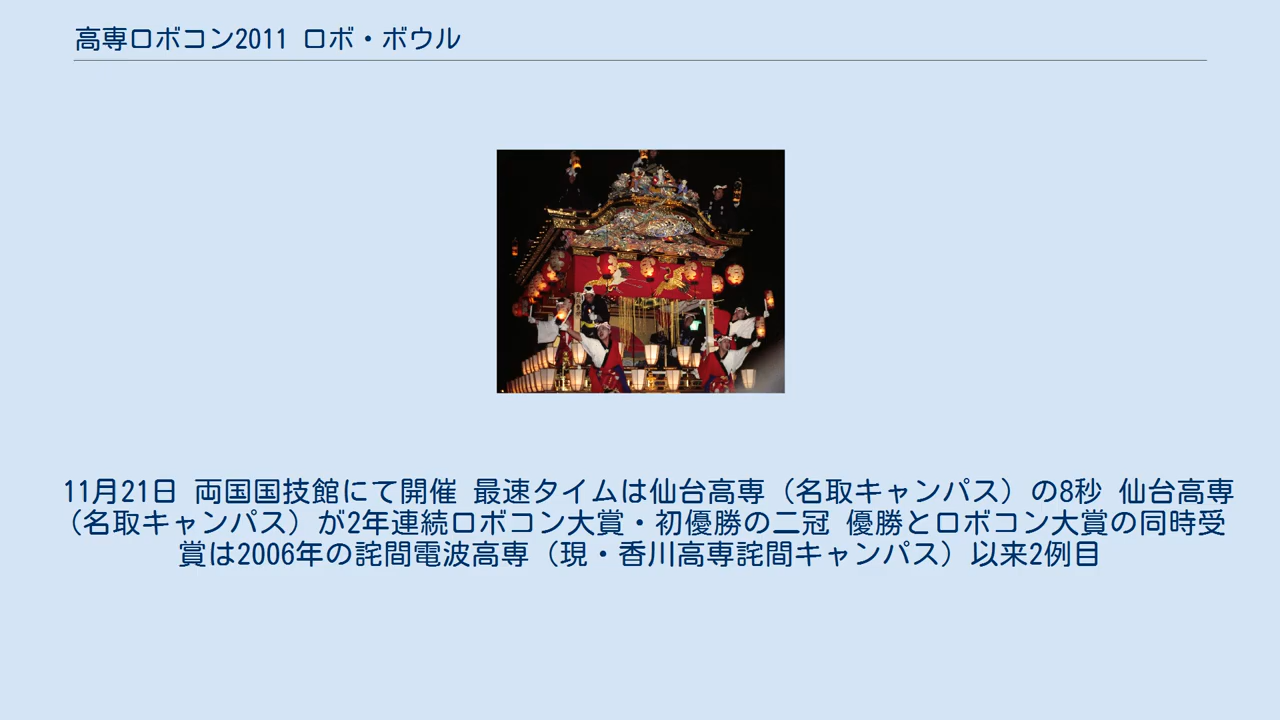 高専ロボコン2011 ロボ・ボウル
11月21日 両国国技館にて開催 最速タイムは仙台高専（名取キャンパス）の8秒 仙台高専
（名取キャンパス）が2年連続ロボコン大賞・初優勝の二冠 優勝とロボコン大賞の同時受
賞は2006年の詫間電波高専（現・香川高専詫間キャンパス）以来2例目